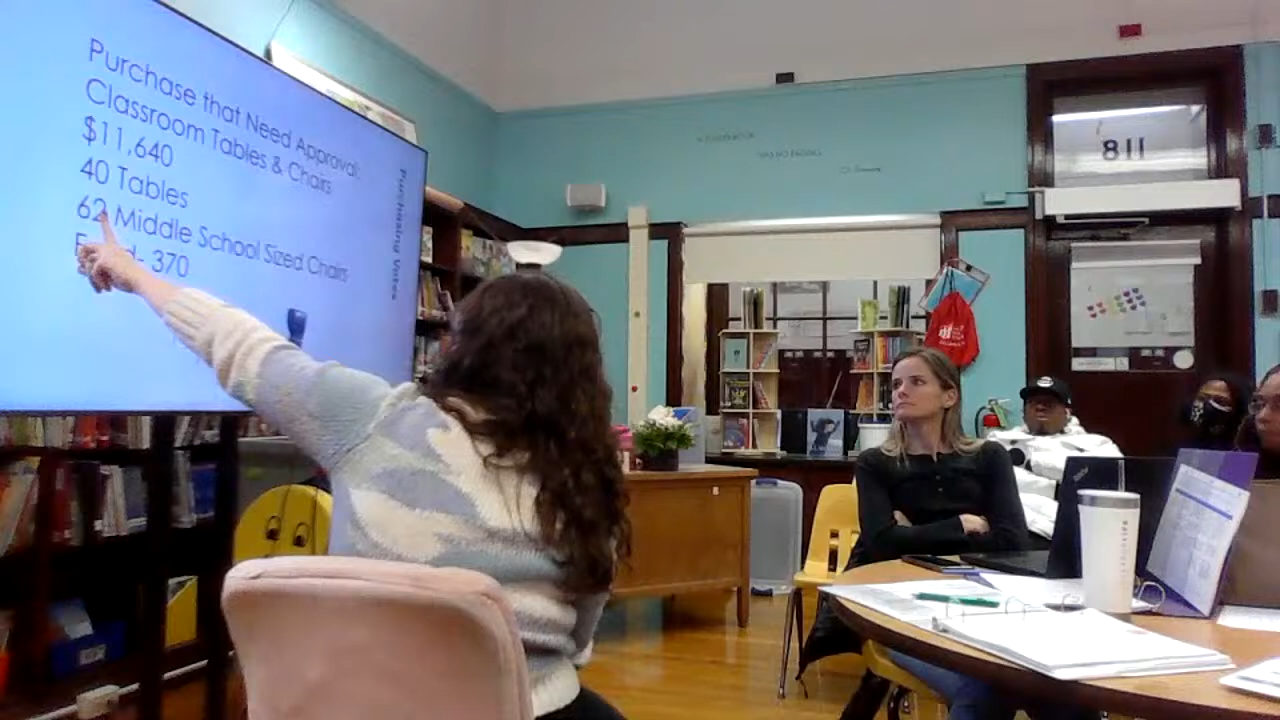 Purchase that Need Approval:
Classroom Tables & Chairs
$11,640
40 Tables
62 Middle School Sized Chairs
370
Purchasing Votes
118